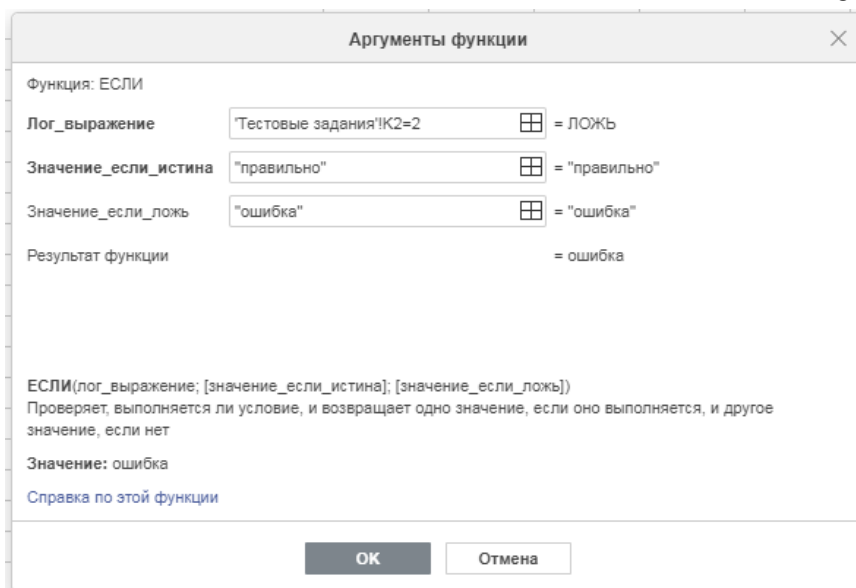 Аргументы функции
Функция: ЕСЛИ
Лог_выражение 'Тестовые задания'!K2=2 = ЛОЖЬ
Значение_если_истина "правильно" = "правильно"
Значение_если_ложь "ошибка" = "ошибка"
Результат функции = ошибка
ЕСЛИ(лог_выражение; [значение_если_истина]; [значение_если_ложь])
Проверяет, выполняется ли условие, и возвращает одно значение, если оно выполняется, и другое
значение, если нет
Значение: ошибка
Справка по этой функции
ОК Отмена